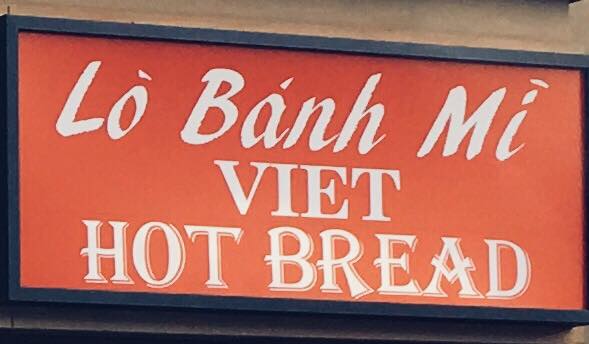 Lò Bánh Mì
VIET
HOT BREAD